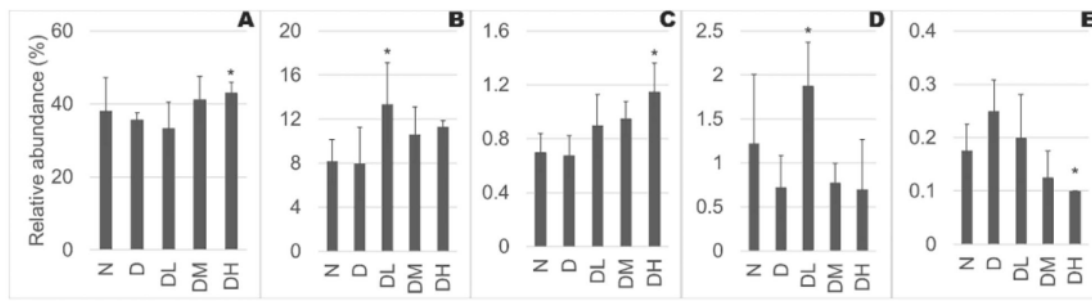 Relative abundance (%)
A
60
40
20
0
*
N D DL DM DH
B
20
16
12
8
4
0
*
N D DL DM DH
C
1.6
1.2
0.8
0.4
0
*
N D DL DM DH
D
2.5
2
1.5
1
0.5
0
*
N D DL DM DH
E
0.4
0.3
0.2
0.1
0
*
N D DL DM DH